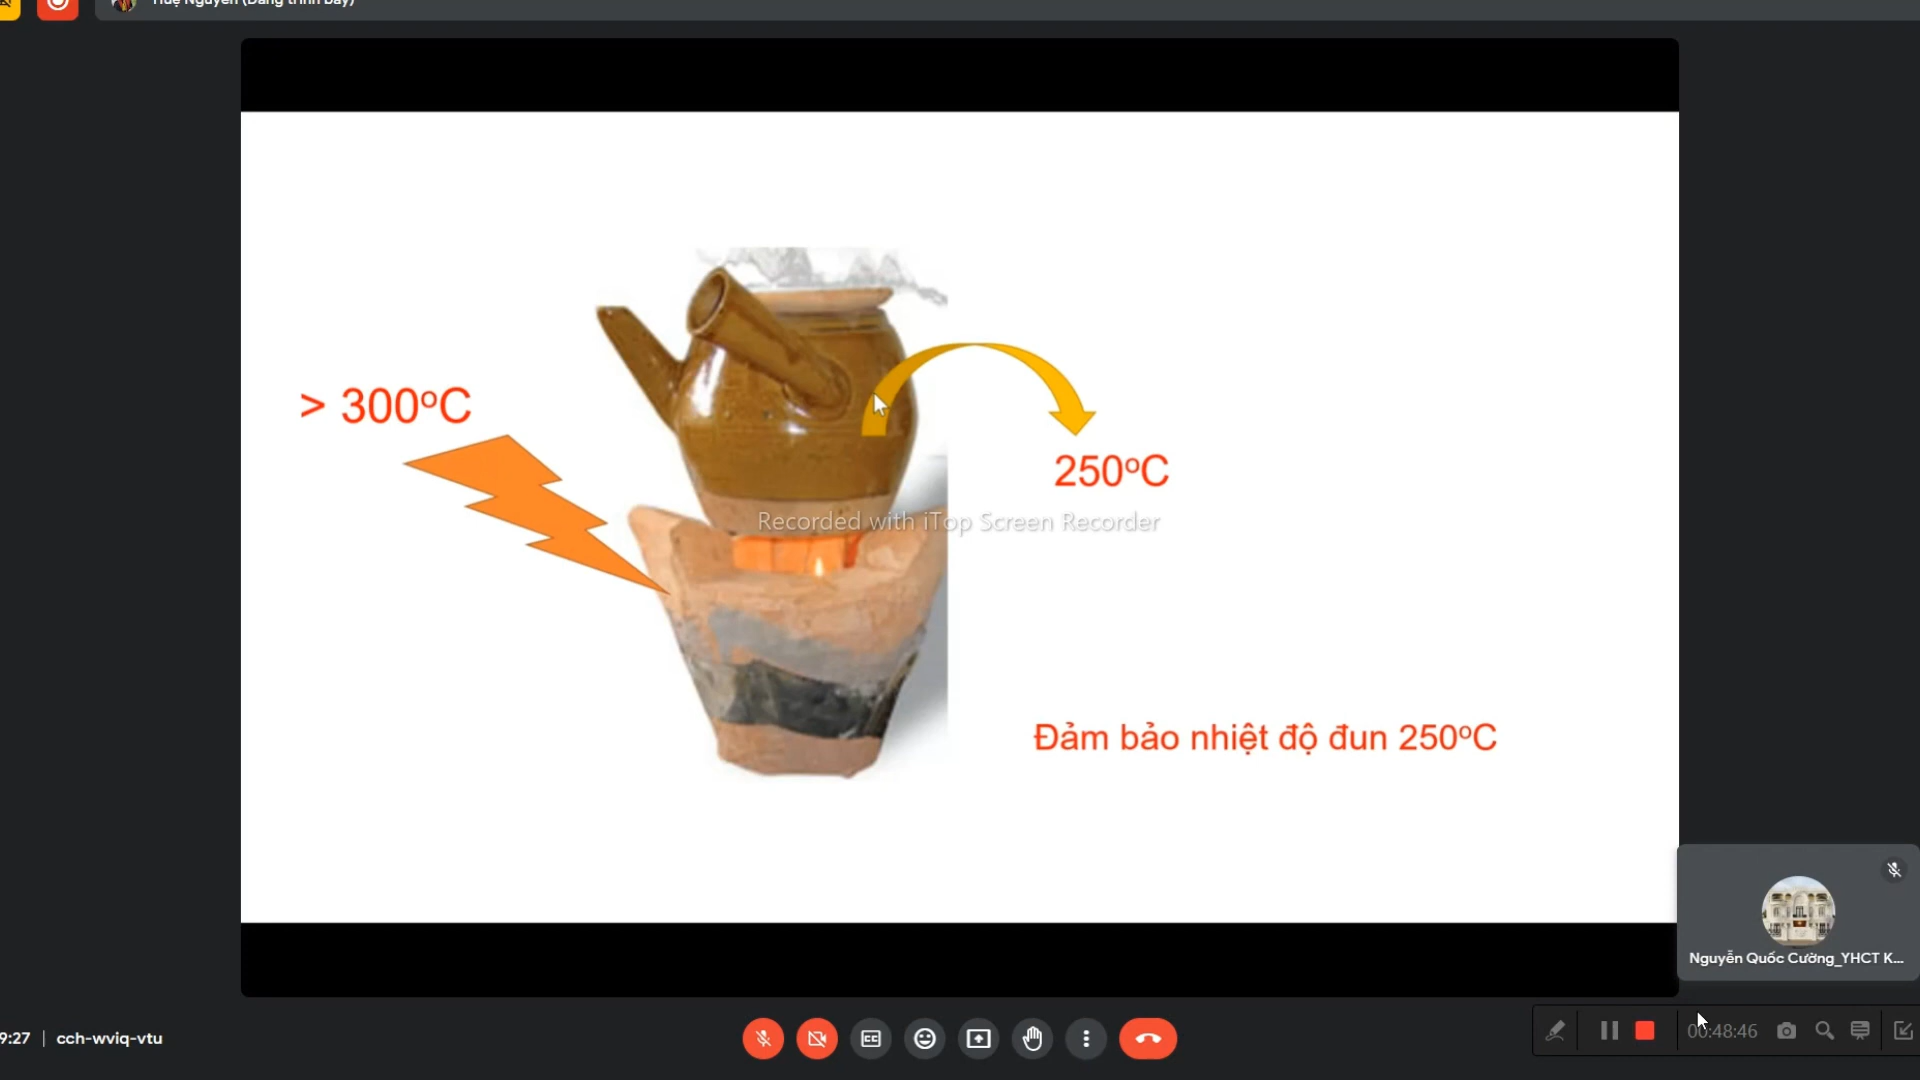 Huệ Nguyễn (Đang trình bày)
> 300ºC
250ºC
Recorded with iTop Screen Recorder
Đảm bảo nhiệt độ đun 250ºC
Nguyễn Quốc Cường_YHCT K...
9:27 | cch-wviq-vtu
00:48:46